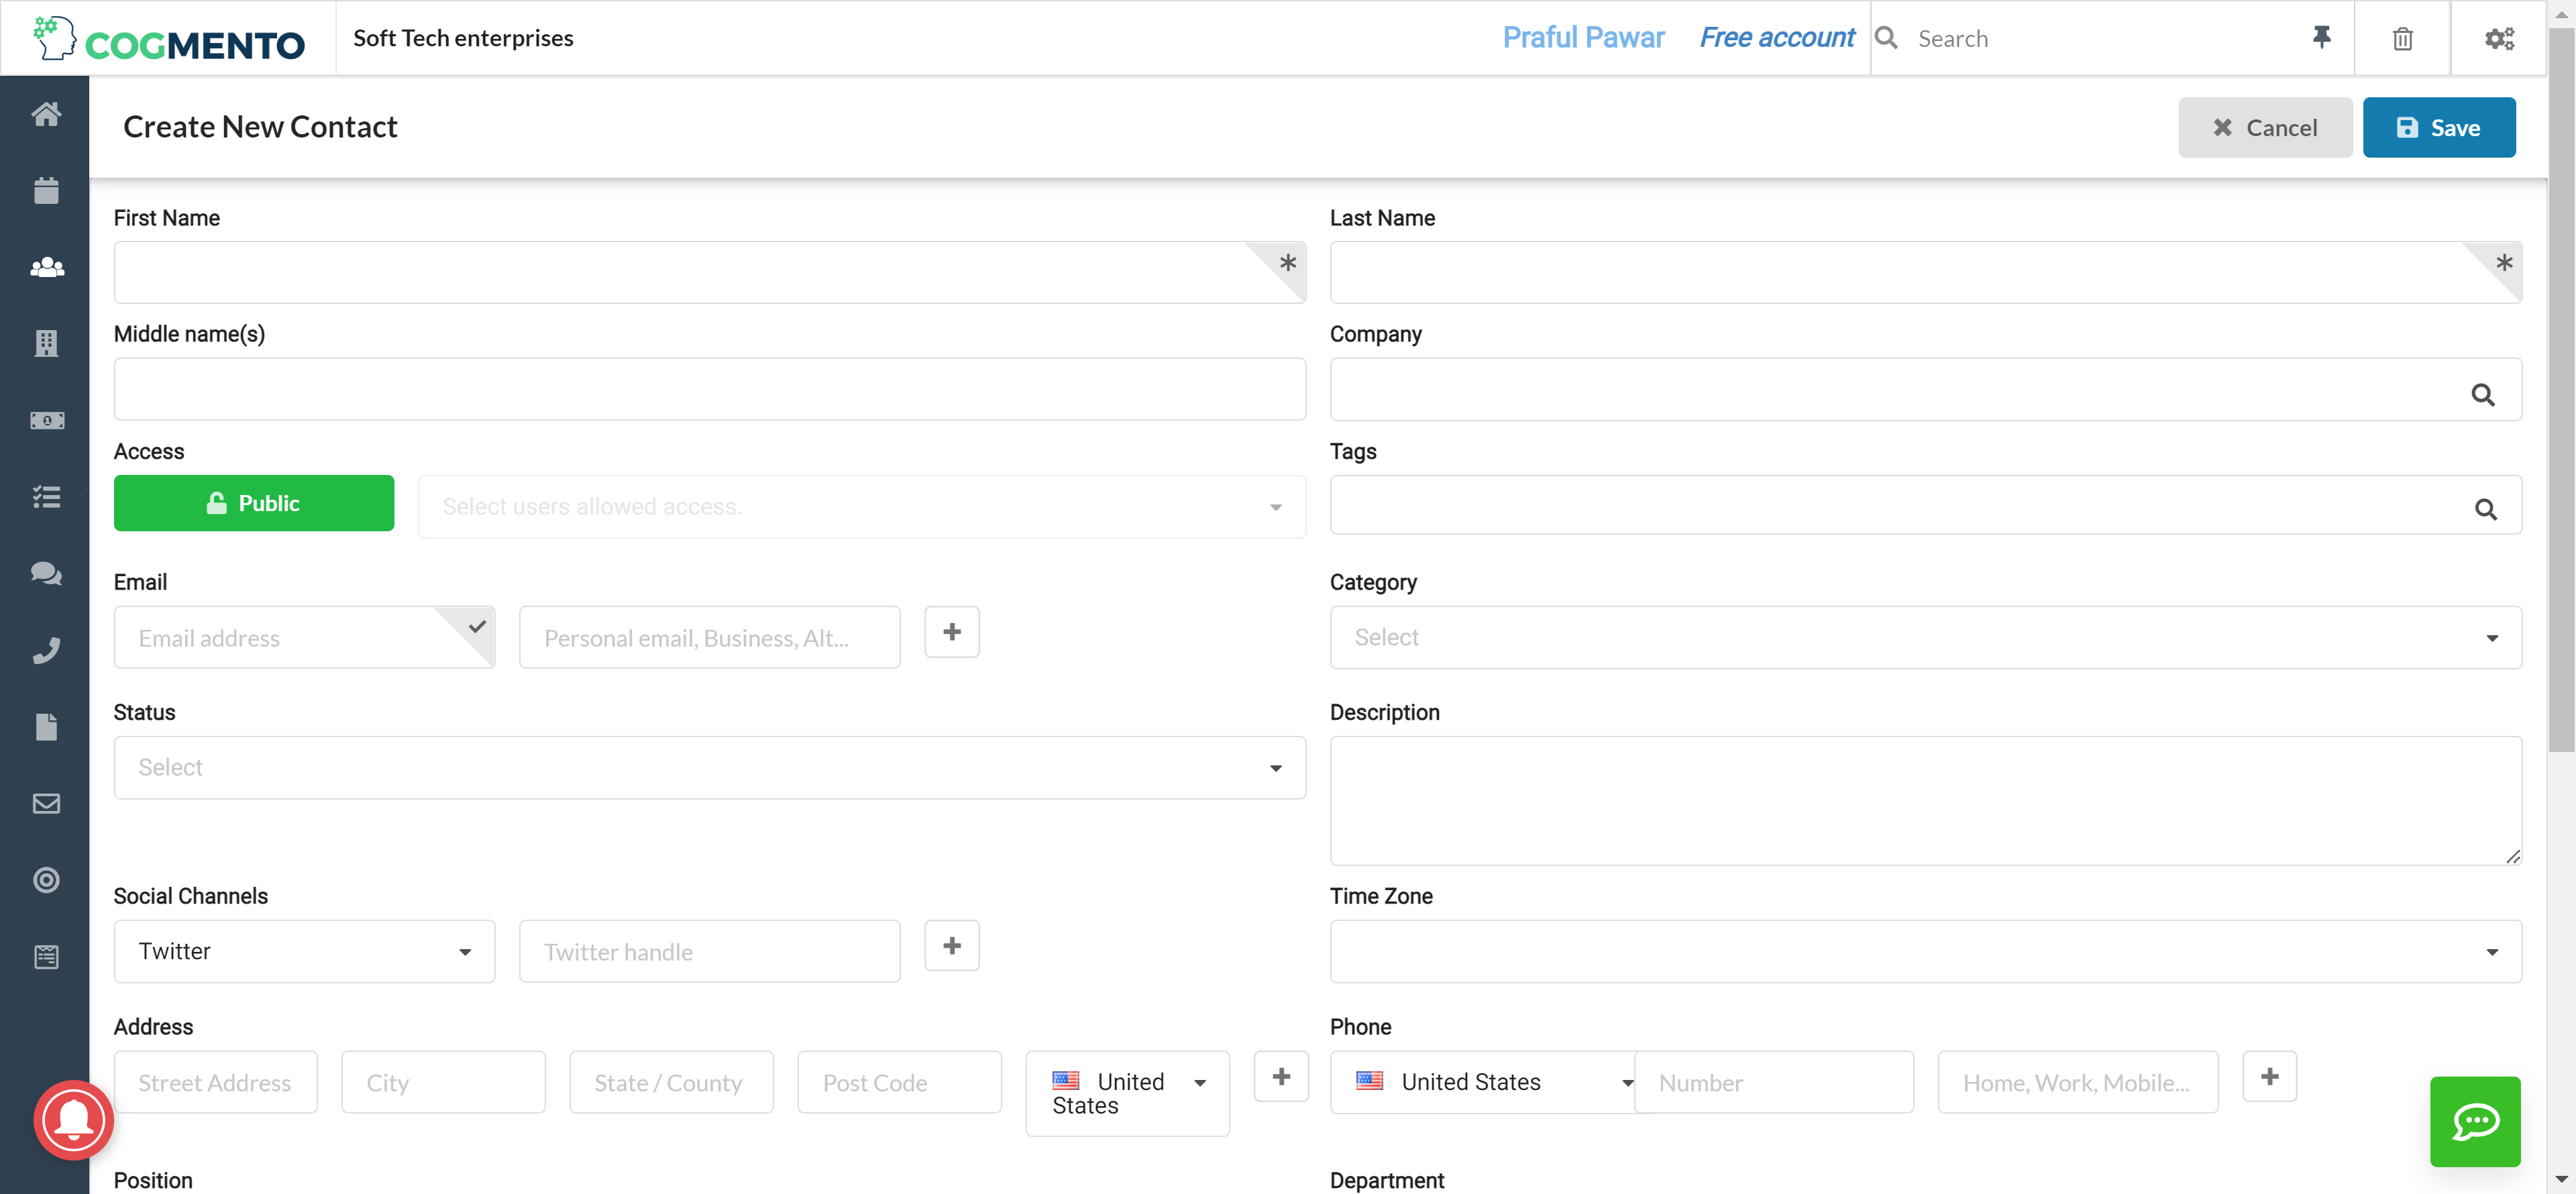 COGMENTO
Soft Tech enterprises
Praful Pawar
Free account
Search
Create New Contact
Cancel
Save
First Name
Last Name
*
*
Middle name(s)
Company
Access
Tags
Public
Select users allowed access.
Email
Category
Email address
Personal email, Business, Alt...
Select
Status
Description
Select
Social Channels
Time Zone
Twitter
Twitter handle
Address
Phone
Street Address
City
State / County
Post Code
United
States
United States
Number
Home, Work, Mobile...
Position
Department